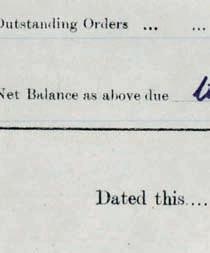 Outstanding Orders ... ...
Net Balance as above due
Dated this....